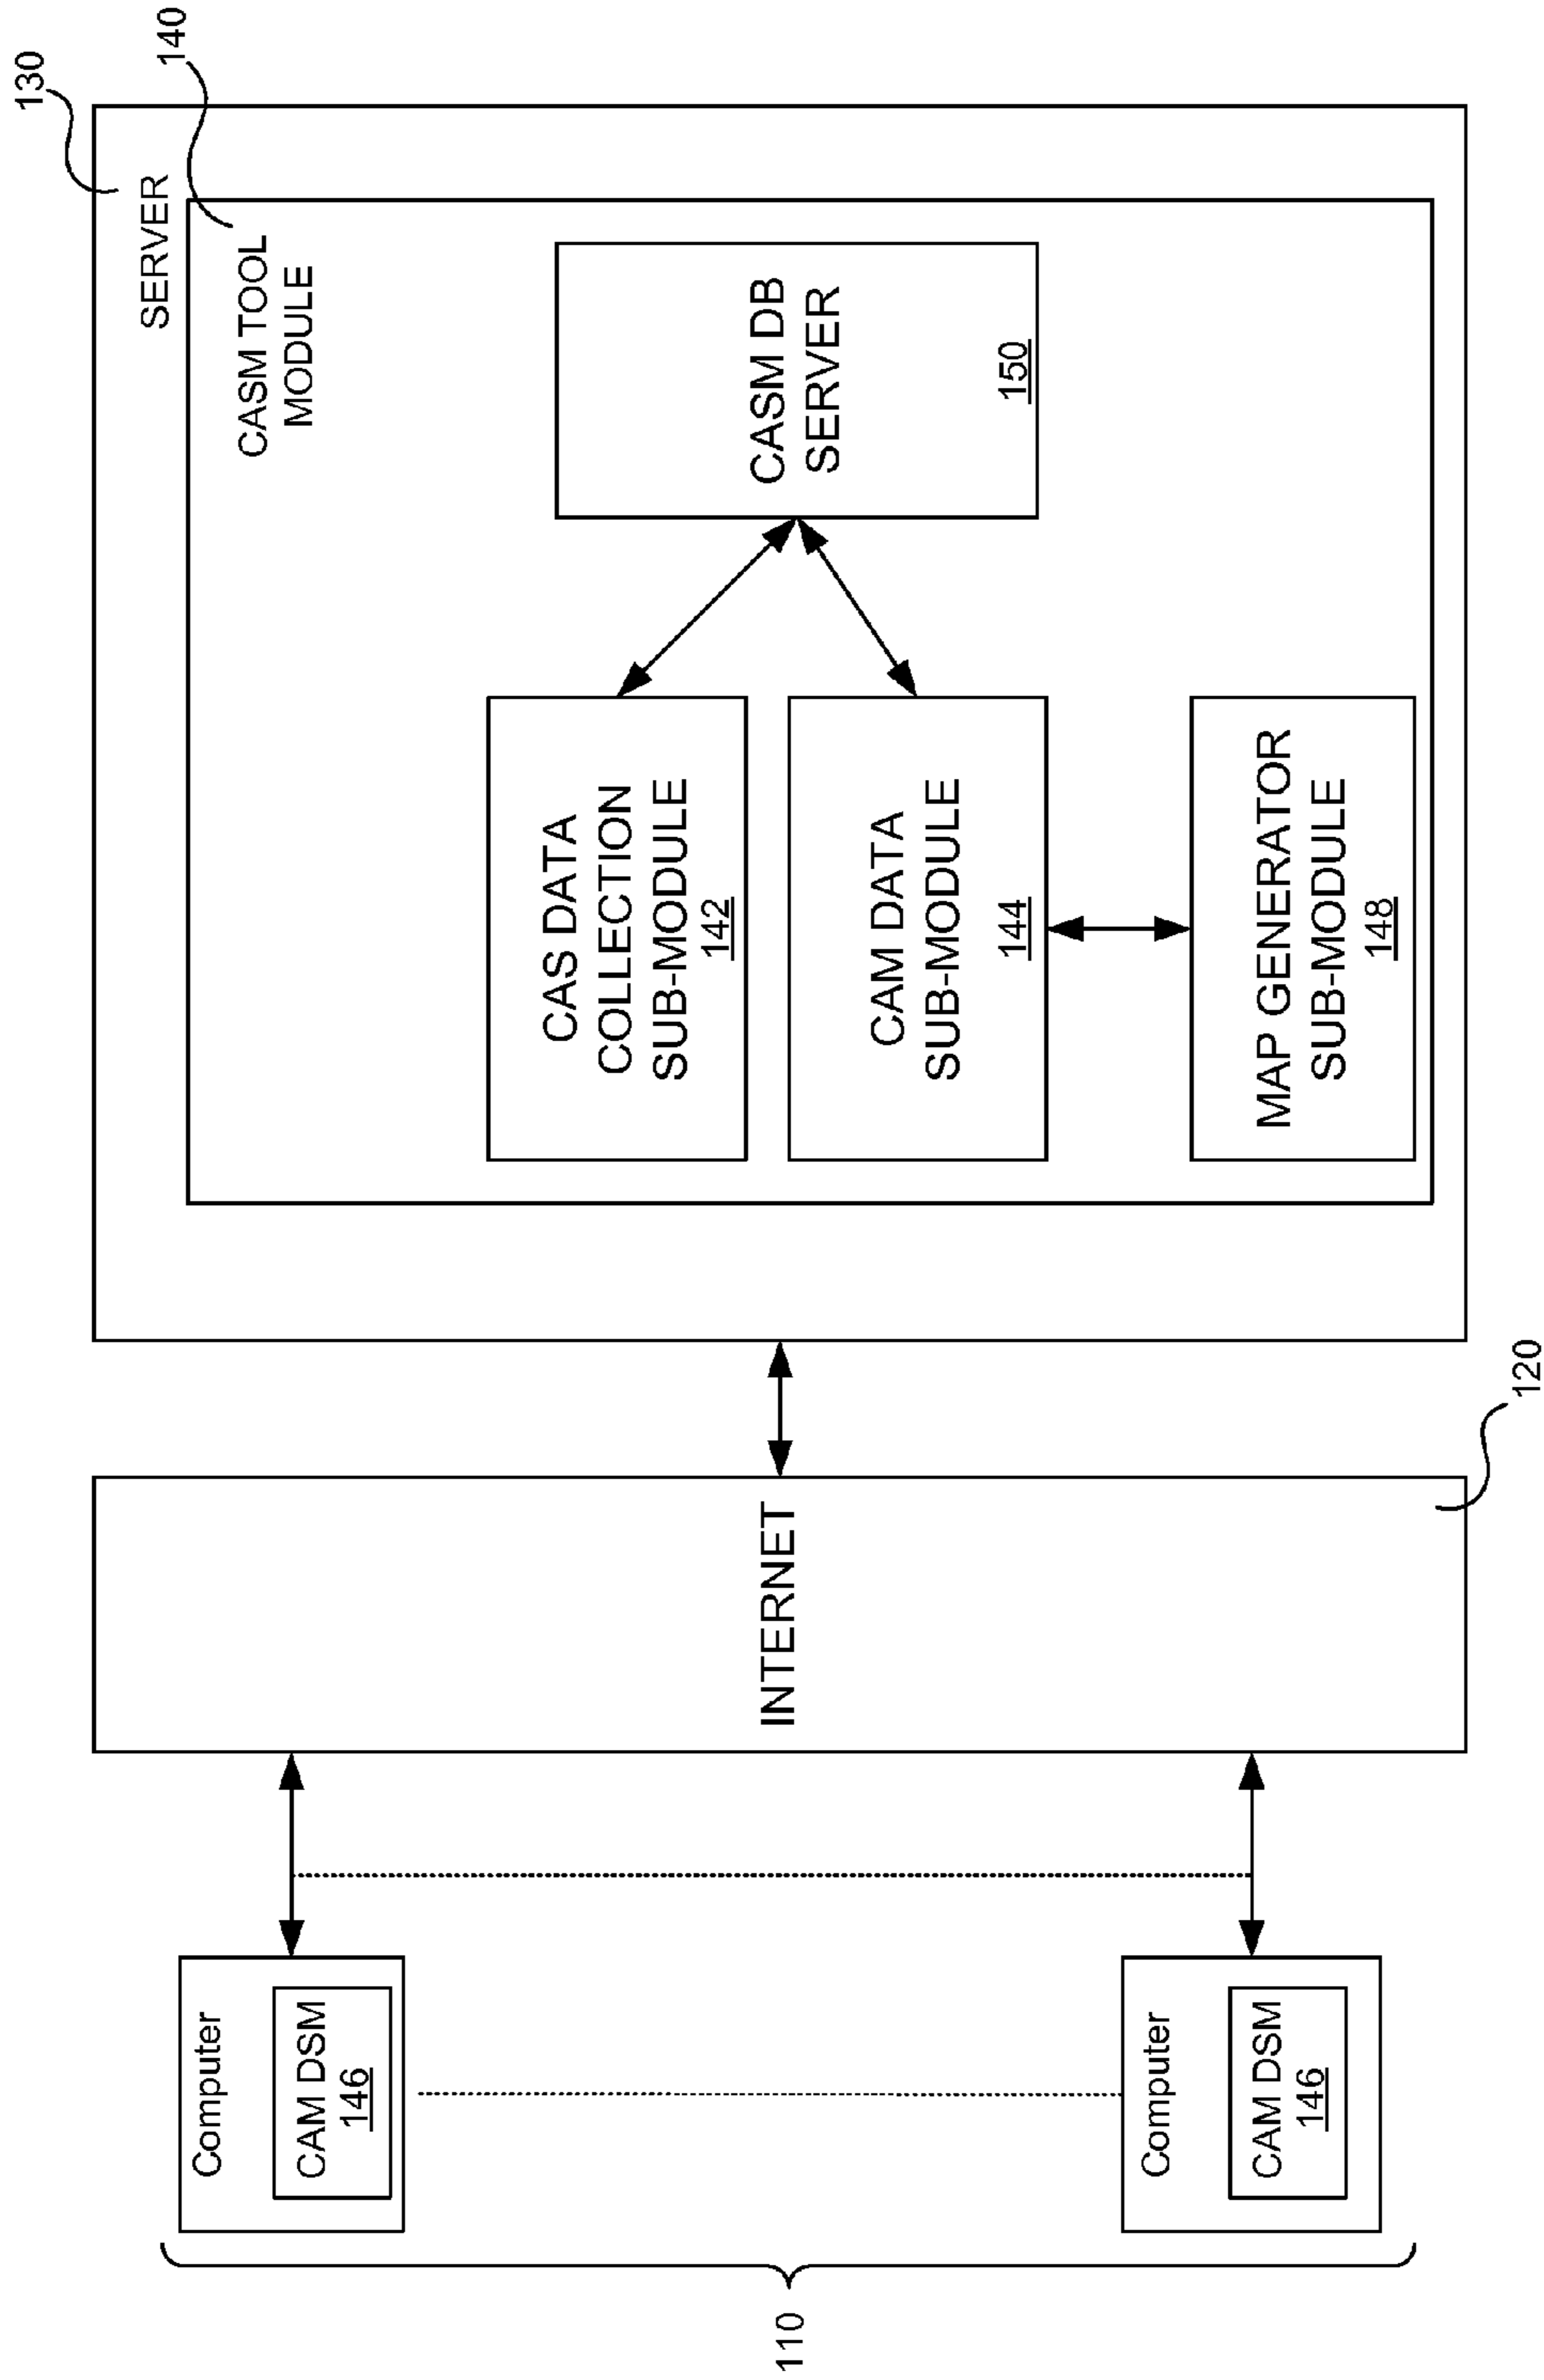 130
140
SERVER
CASM TOOL
MODULE
CASM DB
SERVER
150
CAS DATA
COLLECTION
SUB-MODULE
142
CAM DATA
SUB-MODULE
144
MAP GENERATOR
SUB-MODULE
148
INTERNET
120
Computer
CAM DSM
146
Computer
CAM DSM
146
110